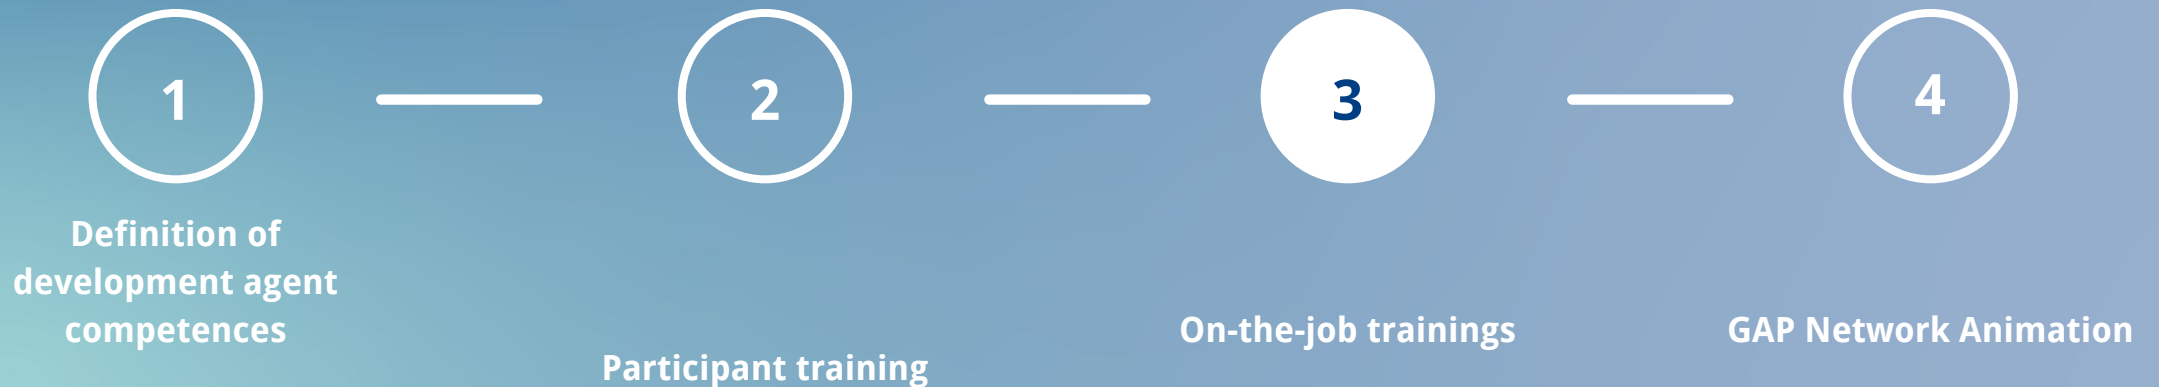 1
2
3
4
Definition of
development agent
competences
Participant training
On-the-job trainings
GAP Network Animation